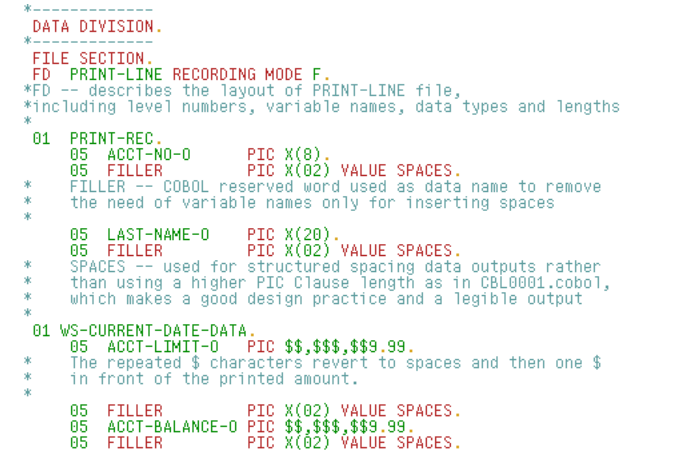 *-------------
 DATA DIVISION.
*-------------
 FILE SECTION.
 FD  PRINT-LINE RECORDING MODE F.
*FD -- describes the layout of PRINT-LINE file,
*including level numbers, variable names, data types and lengths
*
 01  PRINT-REC.
     05  ACCT-NO-O      PIC X(8).
     05  FILLER         PIC X(02) VALUE SPACES.
*    FILLER -- COBOL reserved word used as data name to remove
*    the need of variable names only for inserting spaces
*
     05  LAST-NAME-O    PIC X(20).
     05  FILLER         PIC X(02) VALUE SPACES.
*    SPACES -- used for structured spacing data outputs rather
*    than using a higher PIC Clause length as in CBL0001.cobol,
*    which makes a good design practice and a legible output
*
 01 WS-CURRENT-DATE-DATA.
     05  ACCT-LIMIT-O   PIC $$,$$$,$$9.99.
*    The repeated $ characters revert to spaces and then one $
*    in front of the printed amount.
*
     05  FILLER         PIC X(02) VALUE SPACES.
     05  ACCT-BALANCE-O PIC $$,$$$,$$9.99.
     05  FILLER         PIC X(02) VALUE SPACES.